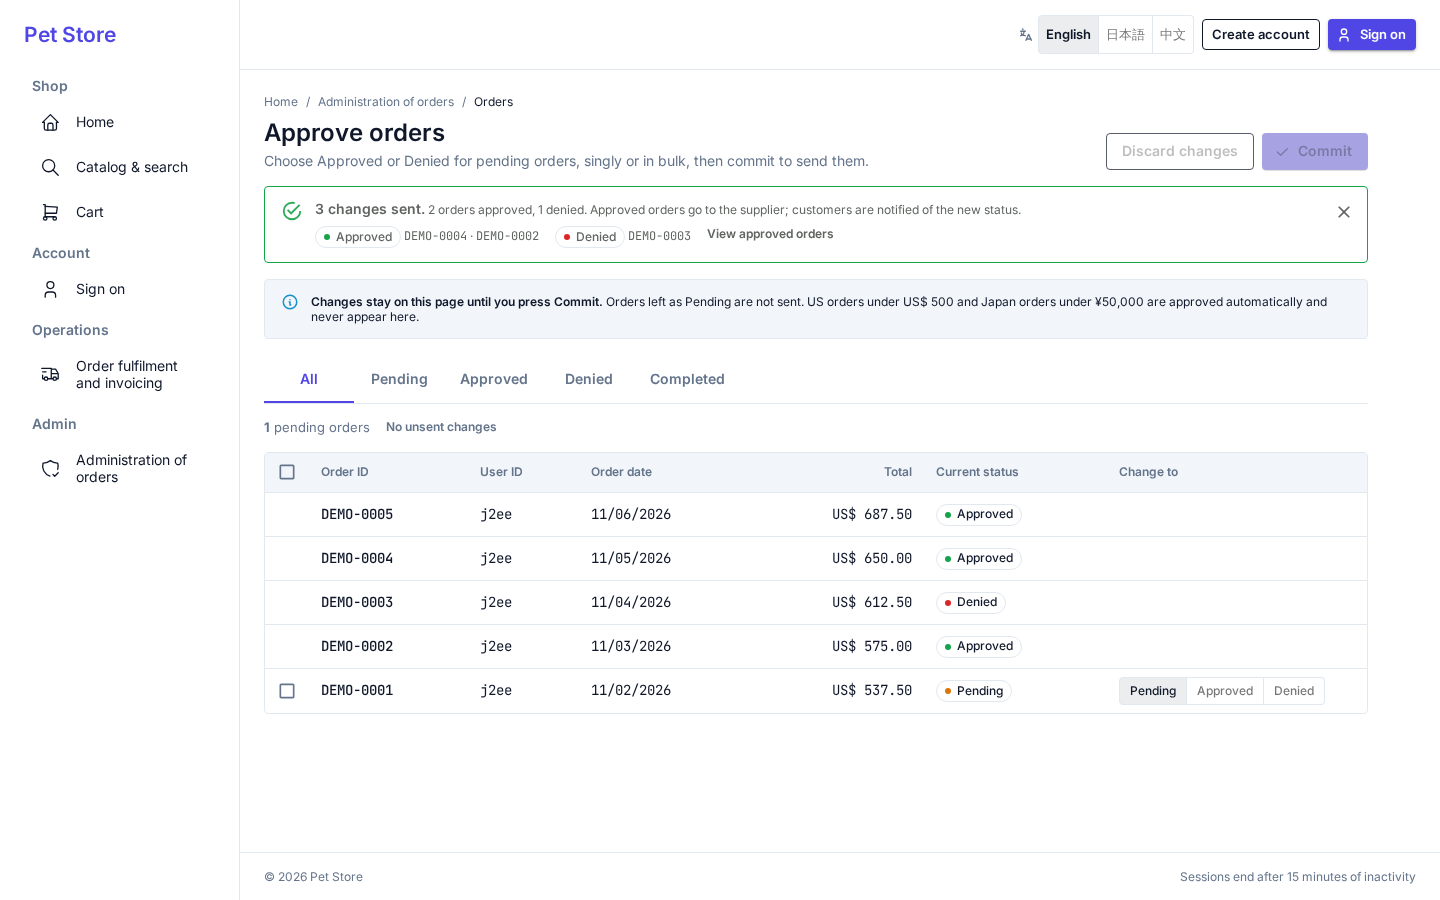 Pet Store
English 日本語 中文 Create account Sign on
Shop
Home
Catalog & search
Cart
Account
Sign on
Operations
Order fulfilment
and invoicing
Admin
Administration of
orders
Home / Administration of orders / Orders
Approve orders
Choose Approved or Denied for pending orders, singly or in bulk, then commit to send them.
Discard changes Commit
3 changes sent. 2 orders approved, 1 denied. Approved orders go to the supplier; customers are notified of the new status.
Approved DEMO-0004 · DEMO-0002 Denied DEMO-0003 View approved orders
Changes stay on this page until you press Commit. Orders left as Pending are not sent. US orders under US$ 500 and Japan orders under ¥50,000 are approved automatically and
never appear here.
All Pending Approved Denied Completed
1 pending orders No unsent changes
Order ID User ID Order date Total Current status Change to
DEMO-0005 j2ee 11/06/2026 US$ 687.50 Approved
DEMO-0004 j2ee 11/05/2026 US$ 650.00 Approved
DEMO-0003 j2ee 11/04/2026 US$ 612.50 Denied
DEMO-0002 j2ee 11/03/2026 US$ 575.00 Approved
DEMO-0001 j2ee 11/02/2026 US$ 537.50 Pending Pending Approved Denied
© 2026 Pet Store
Sessions end after 15 minutes of inactivity